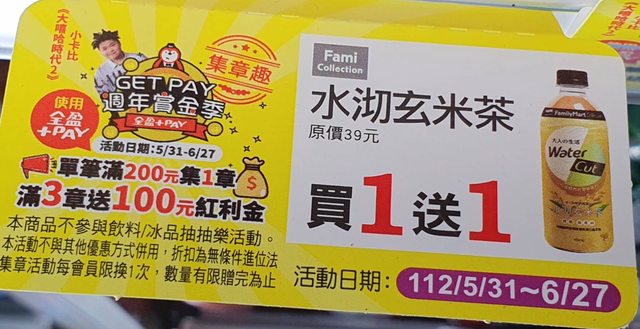 小卡比
《大嘻哈時代2》
集章趣
GET PAY
週年賞金季
全盈+PAY
使用
全盈
+PAY
活動日期:5/31-6/27
單筆滿200元集1章
滿3章送100元紅利金
本商品不參與飲料/冰品抽抽樂活動。
本活動不與其他優惠方式併用，折扣為無條件進位法
集章活動每會員限換1次，數量有限贈完為止
Fami
Collection
水沏玄米茶
原價39元
買1送1
活動日期：112/5/31~6/27
FamilyMart
大人の生活
Water
Cut